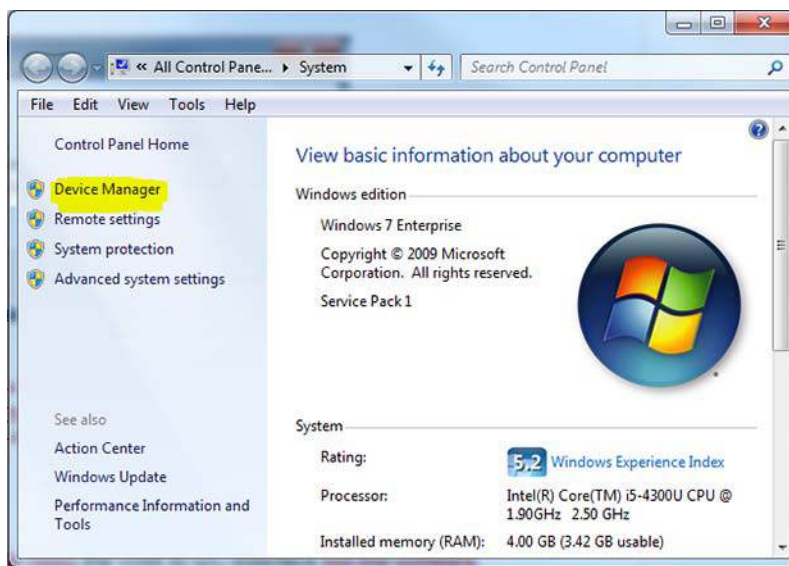 « All Control Pane... ▸ System
Search Control Panel
File Edit View Tools Help
Control Panel Home
Device Manager
Remote settings
System protection
Advanced system settings
See also
Action Center
Windows Update
Performance Information and
Tools
View basic information about your computer
Windows edition
Windows 7 Enterprise
Copyright © 2009 Microsoft
Corporation. All rights reserved.
Service Pack 1
System
Rating:
5.2 Windows Experience Index
Processor:
Intel(R) Core(TM) i5-4300U CPU @
1.90GHz 2.50 GHz
Installed memory (RAM):
4.00 GB (3.42 GB usable)